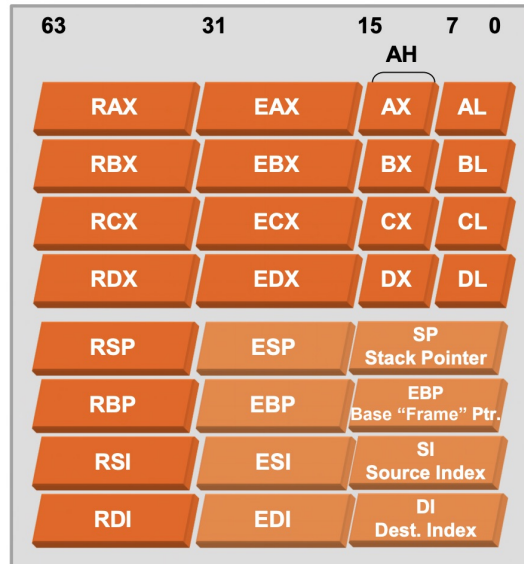 63 31 15 7 0
AH
RAX EAX AX AL
RBX EBX BX BL
RCX ECX CX CL
RDX EDX DX DL
RSP ESP SP
Stack Pointer
RBP EBP EBP
Base “Frame” Ptr.
RSI ESI SI
Source Index
RDI EDI DI
Dest. Index